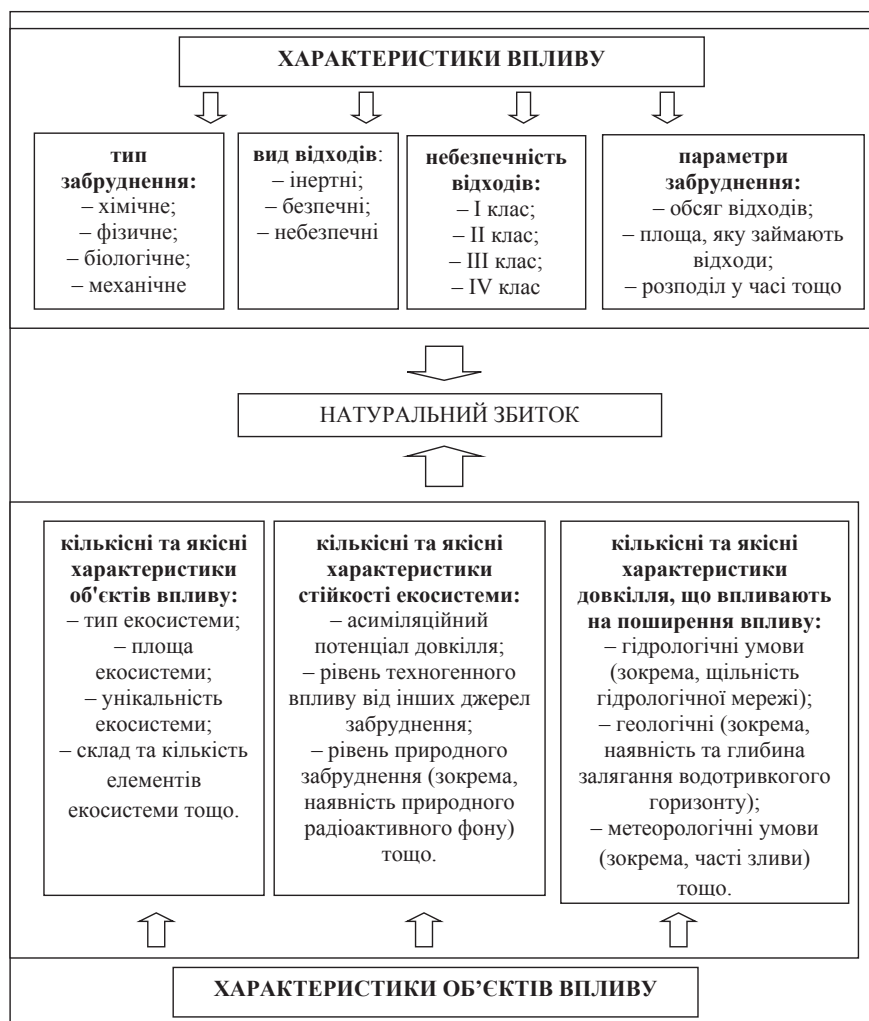 ХАРАКТЕРИСТИКИ ВПЛИВУ
тип
забруднення:
– хімічне;
– фізичне;
– біологічне;
– механічне
вид відходів:
– інертні;
– безпечні;
– небезпечні
небезпечність
відходів:
– I клас;
– II клас;
– III клас;
– IV клас
параметри
забруднення:
– обсяг відходів;
– площа, яку займають
відходи;
– розподіл у часі тощо
НАТУРАЛЬНИЙ ЗБИТОК
кількісні та якісні
характеристики
об'єктів впливу:
– тип екосистеми;
– площа
екосистеми;
– унікальність
екосистеми;
– склад та кількість
елементів
екосистеми тощо.
кількісні та якісні
характеристики
стійкості екосистеми:
– асиміляційний
потенціал довкілля;
– рівень техногенного
впливу від інших джерел
забруднення;
– рівень природного
забруднення (зокрема,
наявність природного
радіоактивного фону)
тощо.
кількісні та якісні
характеристики
довкілля, що впливають
на поширення впливу:
– гідрологічні умови
(зокрема, щільність
гідрологічної мережі);
– геологічні (зокрема,
наявність та глибина
залягання водотривкого
горизонту);
– метеорологічні умови
(зокрема, часті зливи)
тощо.
ХАРАКТЕРИСТИКИ ОБ’ЄКТІВ ВПЛИВУ